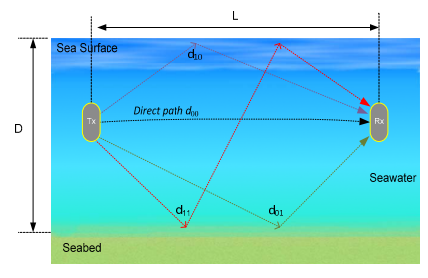 L
Sea Surface
d10
D
Direct path d00
Tx
Rx
Seawater
d11
d01
Seabed